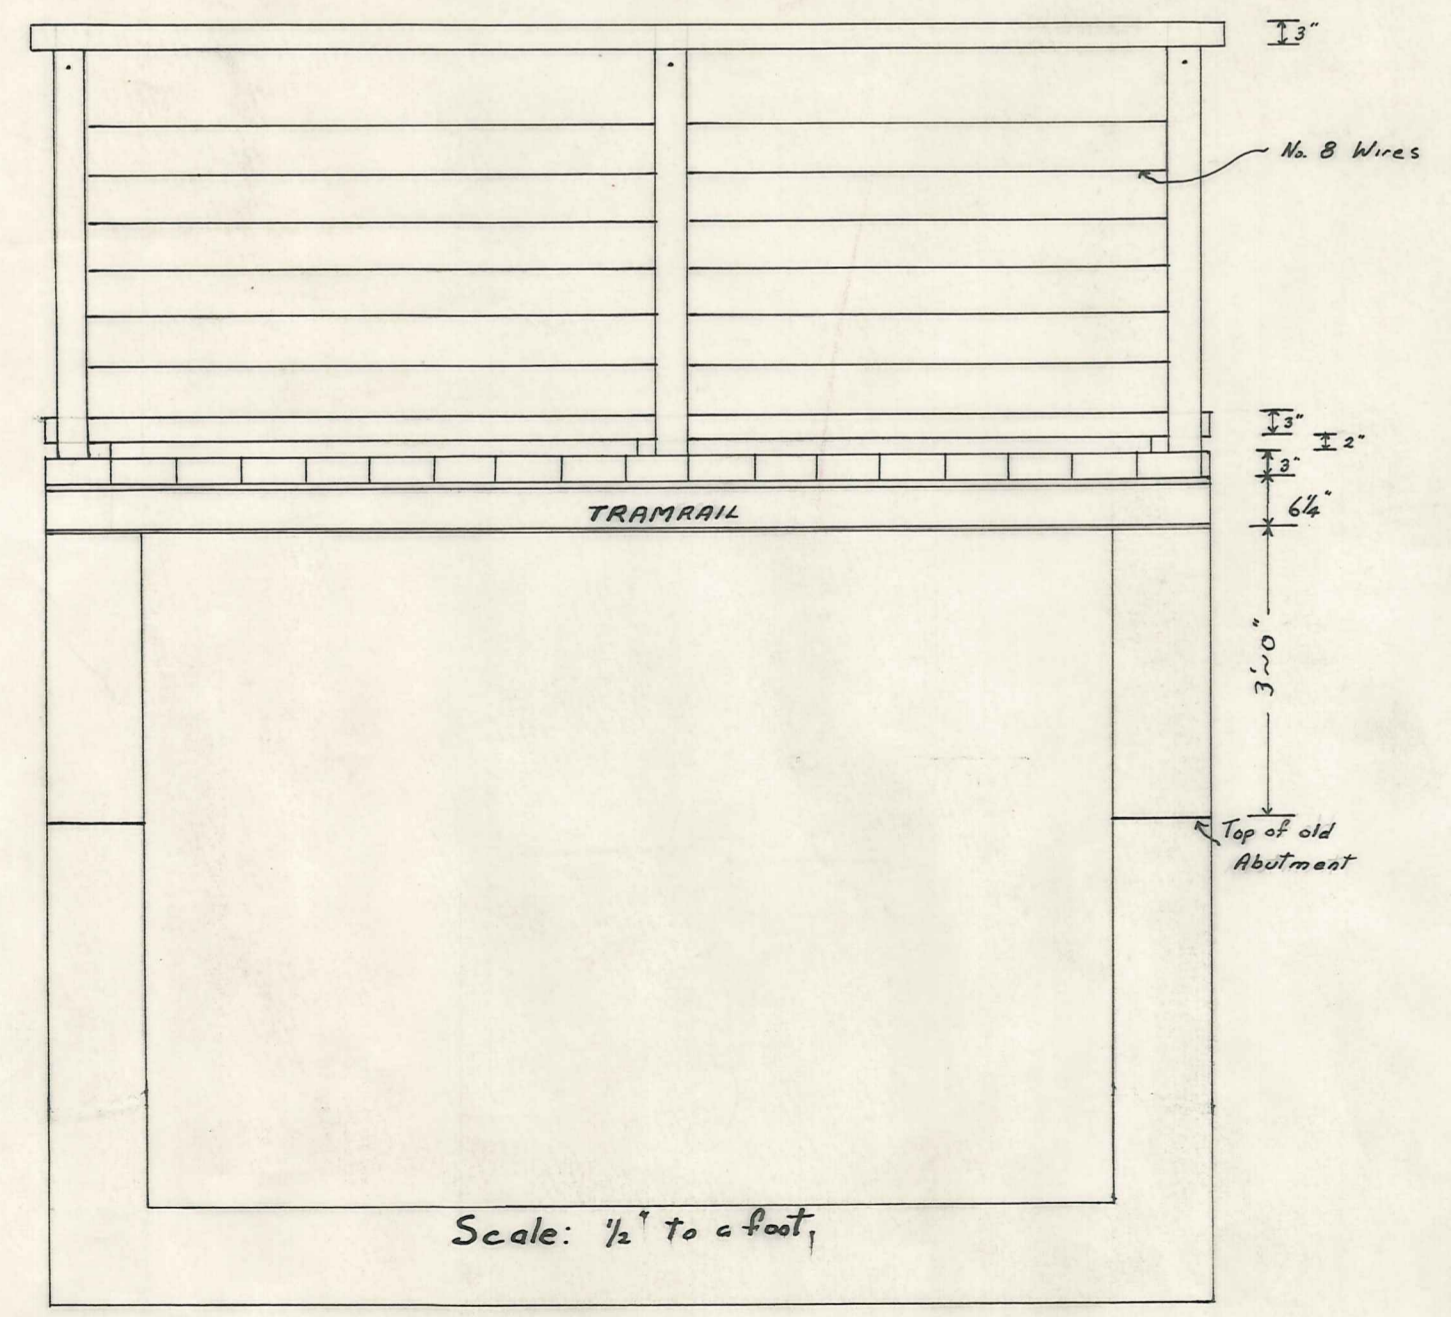 3"
No. 8 Wires
3"
2"
3"
TRAMRAIL
6¼"
3'~0"
Top of old
Abutment
Scale: ½" to a foot,